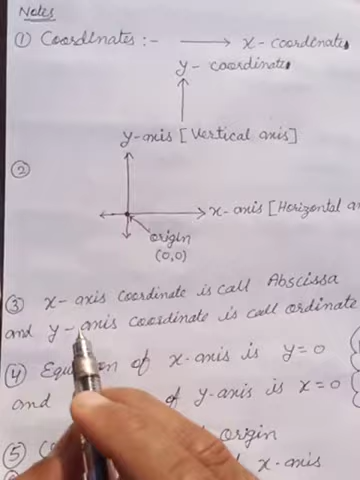 Notes
① Coordinates :- → x-coordinate
y-coordinate
y-axis [Vertical axis]
②
x-axis [Horizontal
origin
(0,0)
③ x-axis coordinate is call Abscissa
and y-axis coordinate is call ordinate
④ of x-axis is y=0
and of y-axis is x=0
⑤ origin
x-axis